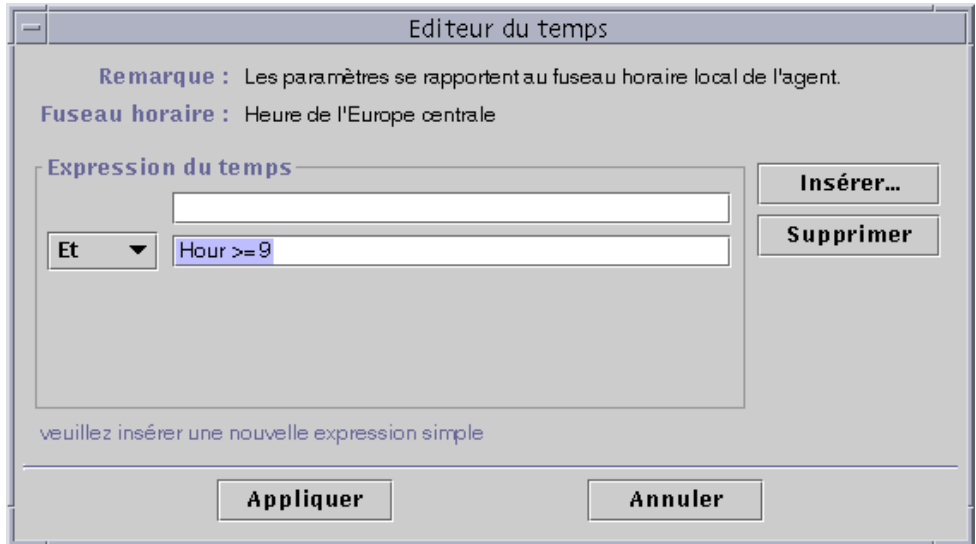 Editeur du temps
Remarque : Les paramètres se rapportent au fuseau horaire local de l'agent.
Fuseau horaire : Heure de l'Europe centrale
Expression du temps
Insérer...
Supprimer
Et Hour >=9
veuillez insérer une nouvelle expression simple
Appliquer Annuler